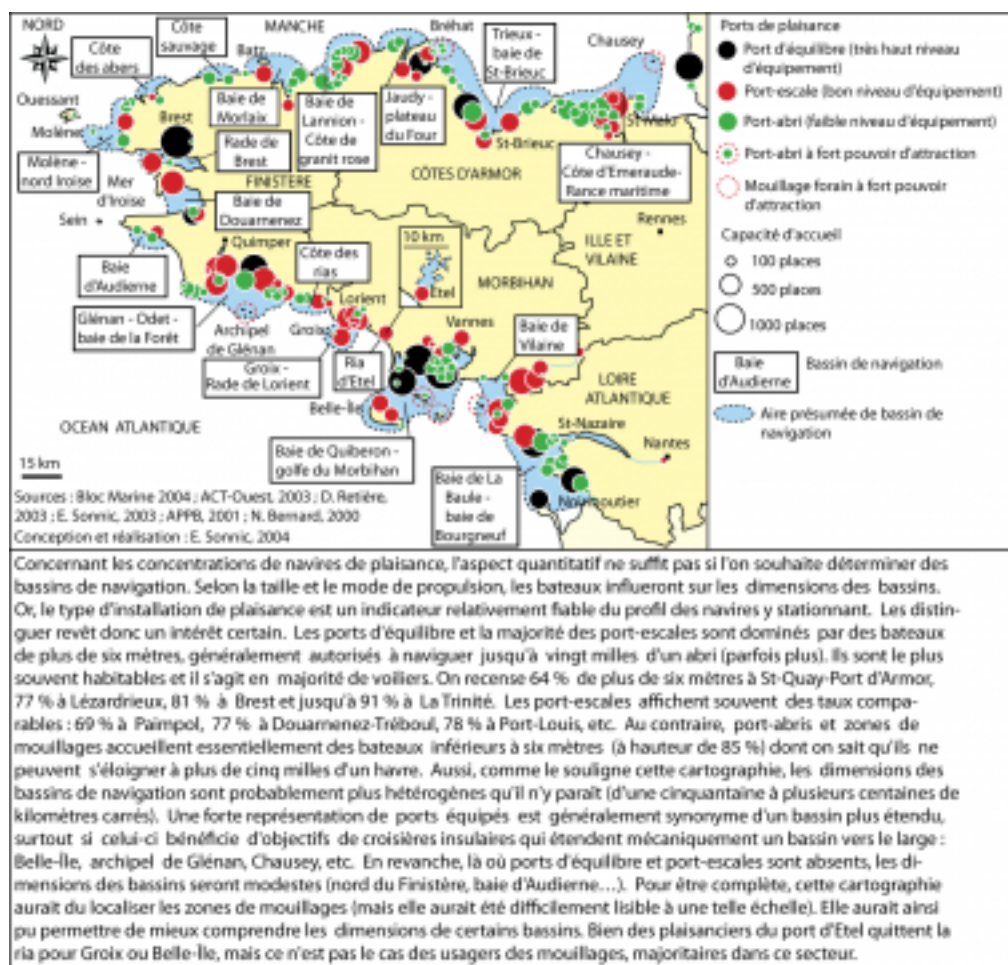 NORD
MANCHE
Côte
sauvage
Batz
Bréhat
Trieux -
baie de
St-Brieuc
Chausey
Côte
des abers
Ouessant
Molène
Brest
Baie de
Morlaix
Baie de
Lannion -
Côte de
granit rose
Jaudy -
plateau
du Four
St-Malo
St-Brieuc
Molène -
nord Iroise
Rade de
Brest
FINISTERE
CÔTES D'ARMOR
Chausey -
Côte d'Emeraude-
Rance maritime
Mer
d'Iroise
Sein
Baie de
Douarnenez
Rennes
ILLE ET
VILAINE
Quimper
Côte des
rias
10 km
Etel
MORBIHAN
Baie
d'Audierne
Lorient
Vannes
Baie de
Vilaine
Glénan - Odet -
baie de la Forêt
Archipel
de Glénan
Groix
Groix -
Rade de Lorient
Ria
d'Etel
Belle-Île
LOIRE
ATLANTIQUE
St-Nazaire
Nantes
OCEAN ATLANTIQUE
Baie de Quiberon -
golfe du Morbihan
Baie de La
Baule -
baie de
Bourgneuf
Noirmoutier
15 km
Sources : Bloc Marine 2004 ; ACT-Ouest, 2003 ; D. Retière,
2003 ; E. Sonnic, 2003 ; APPB, 2001 ; N. Bernard, 2000
Conception et réalisation : E. Sonnic, 2004
Ports de plaisance
Port d'équilibre (très haut niveau
d'équipement)
Port-escale (bon niveau d'équipement)
Port-abri (faible niveau d'équipement)
Port-abri à fort pouvoir d'attraction
Mouillage forain à fort pouvoir
d'attraction
Capacité d'accueil
100 places
500 places
1000 places
Baie
d'Audierne
Bassin de navigation
Aire présumée de bassin de
navigation
Concernant les concentrations de navires de plaisance, l'aspect quantitatif ne suffit pas si l'on souhaite déterminer des
bassins de navigation. Selon la taille et le mode de propulsion, les bateaux influeront sur les dimensions des bassins.
Or, le type d'installation de plaisance est un indicateur relativement fiable du profil des navires y stationnant. Les distin-
guer revêt donc un intérêt certain. Les ports d'équilibre et la majorité des port-escales sont dominés par des bateaux
de plus de six mètres, généralement autorisés à naviguer jusqu'à vingt milles d'un abri (parfois plus). Ils sont le plus
souvent habitables et il s'agit en majorité de voiliers. On recense 64 % de plus de six mètres à St-Quay-Port d'Armor,
77 % à Lézardrieux, 81 % à Brest et jusqu'à 91 % à La Trinité. Les port-escales affichent souvent des taux compa-
rables : 69 % à Paimpol, 77 % à Douarnenez-Tréboul, 78 % à Port-Louis, etc. Au contraire, port-abris et zones de
mouillages accueillent essentiellement des bateaux inférieurs à six mètres (à hauteur de 85 %) dont on sait qu'ils ne
peuvent s'éloigner à plus de cinq milles d'un havre. Aussi, comme le souligne cette cartographie, les dimensions des
bassins de navigation sont probablement plus hétérogènes qu'il n'y paraît (d'une cinquantaine à plusieurs centaines de
kilomètres carrés). Une forte représentation de ports équipés est généralement synonyme d'un bassin plus étendu,
surtout si celui-ci bénéficie d'objectifs de croisières insulaires qui étendent mécaniquement un bassin vers le large :
Belle-Île, archipel de Glénan, Chausey, etc. En revanche, là où ports d'équilibre et port-escales sont absents, les di-
mensions des bassins seront modestes (nord du Finistère, baie d'Audierne...). Pour être complète, cette cartographie
aurait du localiser les zones de mouillages (mais elle aurait été difficilement lisible à une telle échelle). Elle aurait ainsi
pu permettre de mieux comprendre les dimensions de certains bassins. Bien des plaisanciers du port d'Etel quittent la
ria pour Groix ou Belle-Île, mais ce n'est pas le cas des usagers des mouillages, majoritaires dans ce secteur.